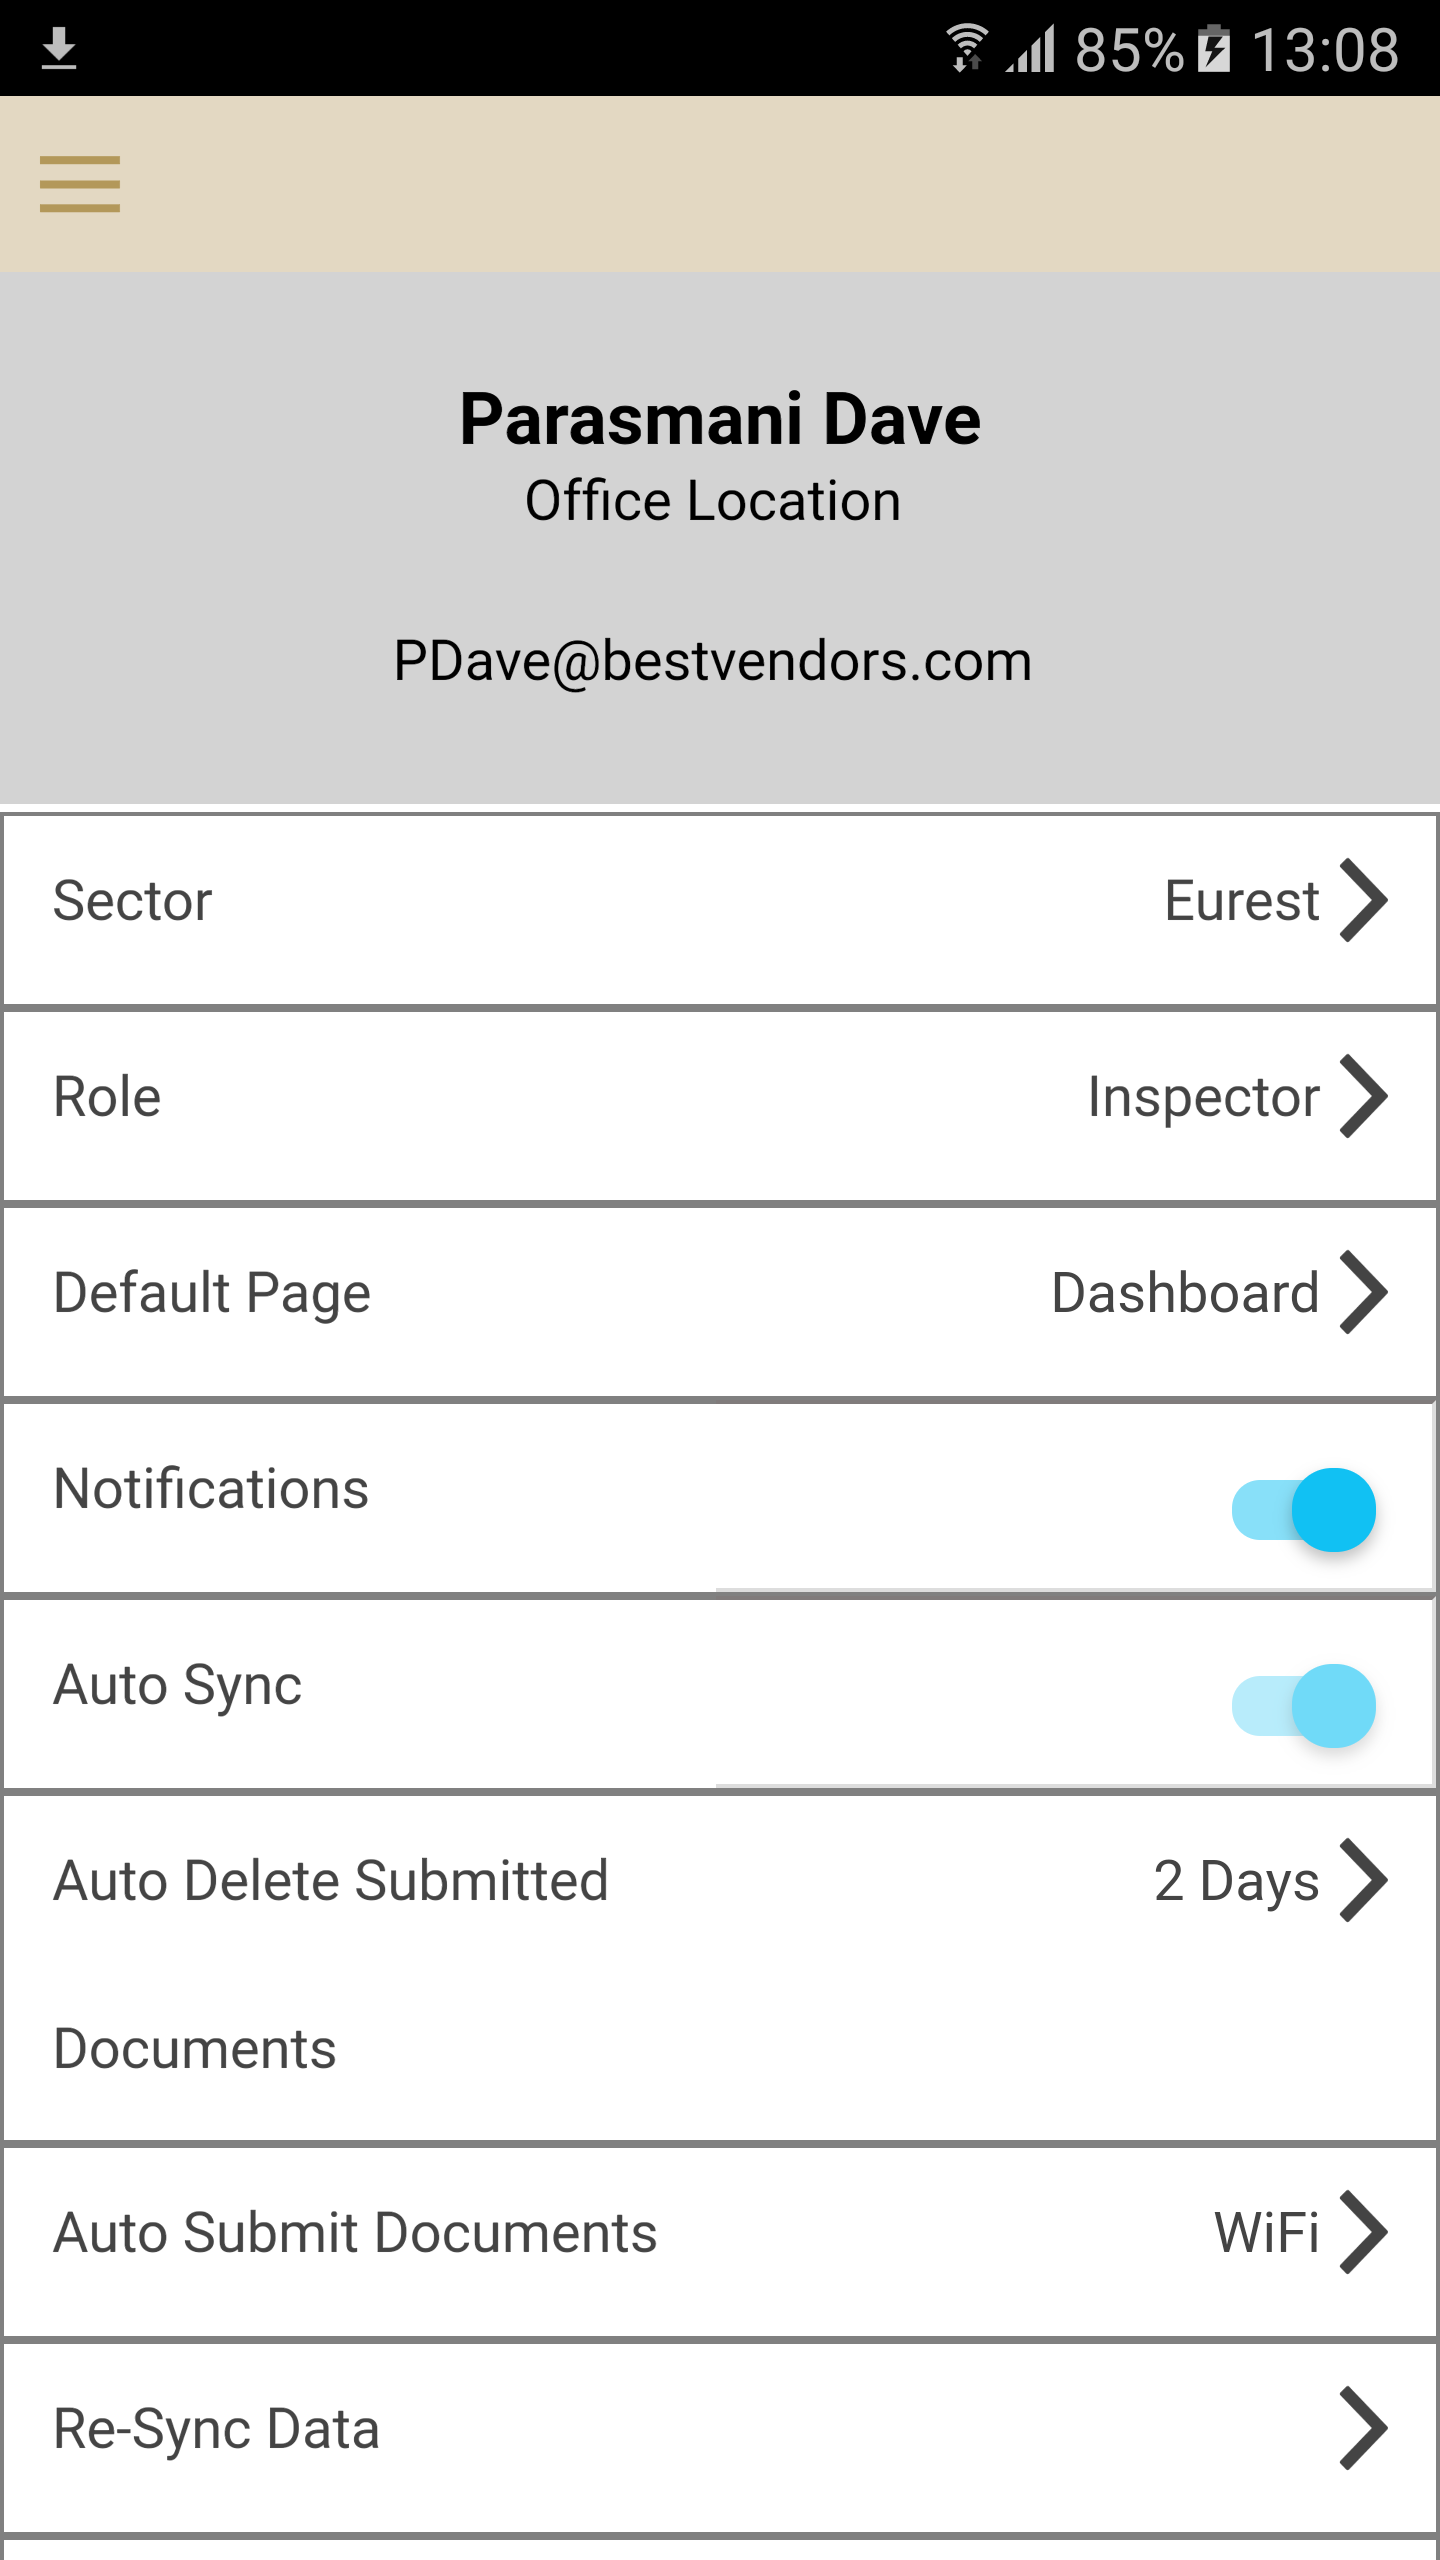 85% 13:08
Parasmani Dave
Office Location
PDave@bestvendors.com
Sector Eurest
Role Inspector
Default Page Dashboard
Notifications
Auto Sync
Auto Delete Submitted 2 Days
Documents
Auto Submit Documents WiFi
Re-Sync Data